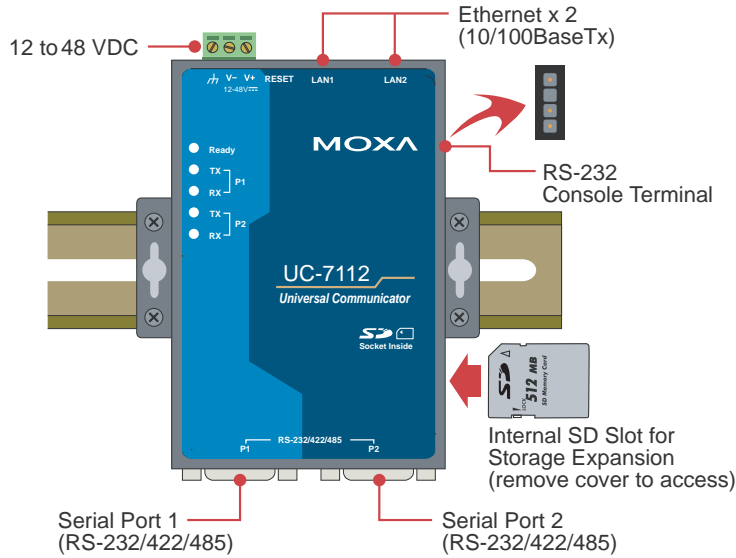 Ethernet x 2
(10/100BaseTx)
12 to 48 VDC
V- V+ RESET LAN1 LAN2
12-48V
MOXA
Ready
TX
P1
RX
TX
P2
RX
RS-232
Console Terminal
UC-7112
Universal Communicator
SD
Socket Inside
SD
LOCK
512 MB
SD Memory Card
Internal SD Slot for
Storage Expansion
(remove cover to access)
RS-232/422/485
P1 P2
Serial Port 1
(RS-232/422/485)
Serial Port 2
(RS-232/422/485)